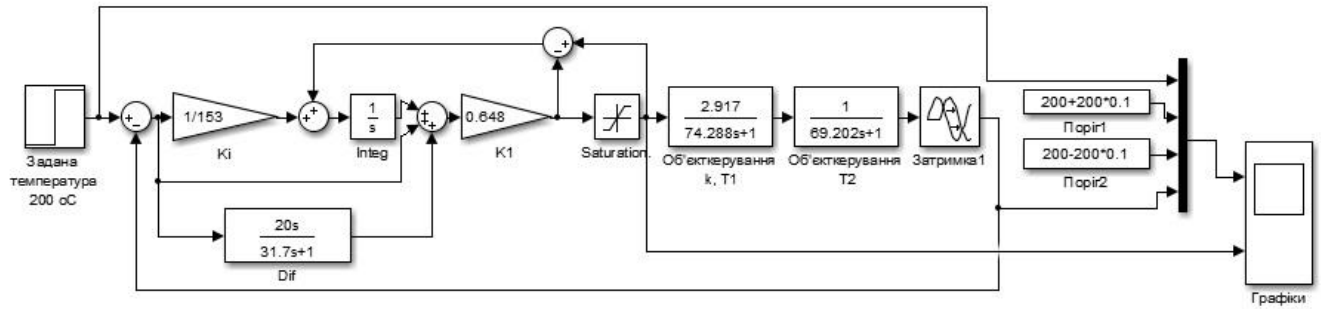 Задана
температура
200 оС
+
−
1/153
Ki
+
+
1
s
Integ
+
+
+
0.648
K1
−
+
Saturation.
2.917
74.288s+1
Об'єкткерування
k, T1
1
69.202s+1
Об'єкткерування
T2
Затримка1
20s
31.7s+1
Dif
200+200*0.1
Поріг1
200-200*0.1
Поріг2
Графіки